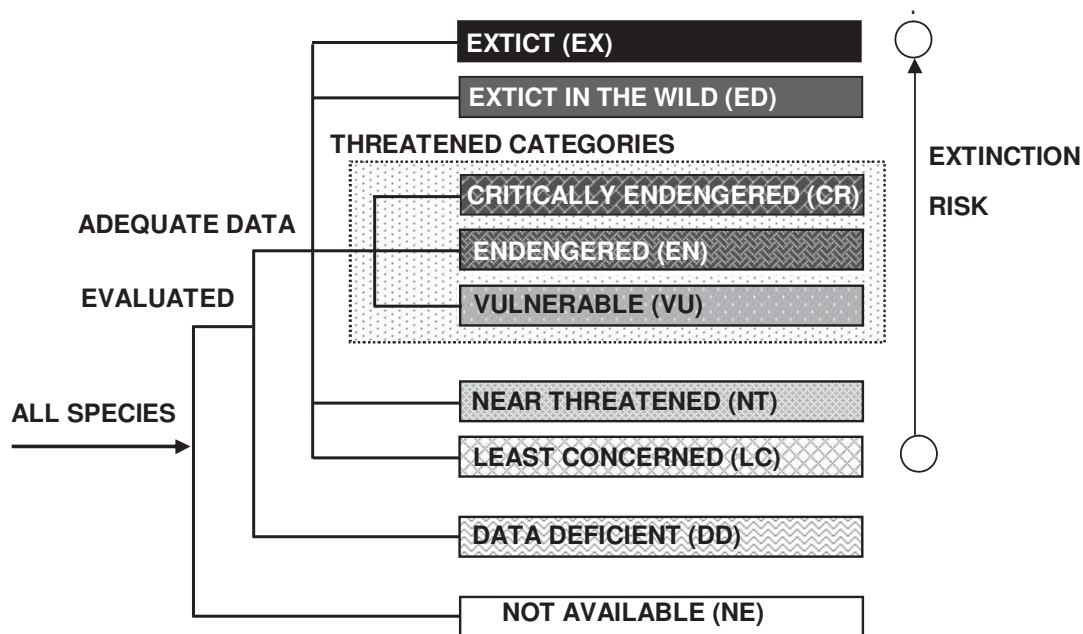 EXTICT (EX)
EXTICT IN THE WILD (ED)
THREATENED CATEGORIES
EXTINCTION
RISK
CRITICALLY ENDENGERED (CR)
ADEQUATE DATA
ENDENGERED (EN)
EVALUATED
VULNERABLE (VU)
NEAR THREATENED (NT)
ALL SPECIES
LEAST CONCERNED (LC)
DATA DEFICIENT (DD)
NOT AVAILABLE (NE)